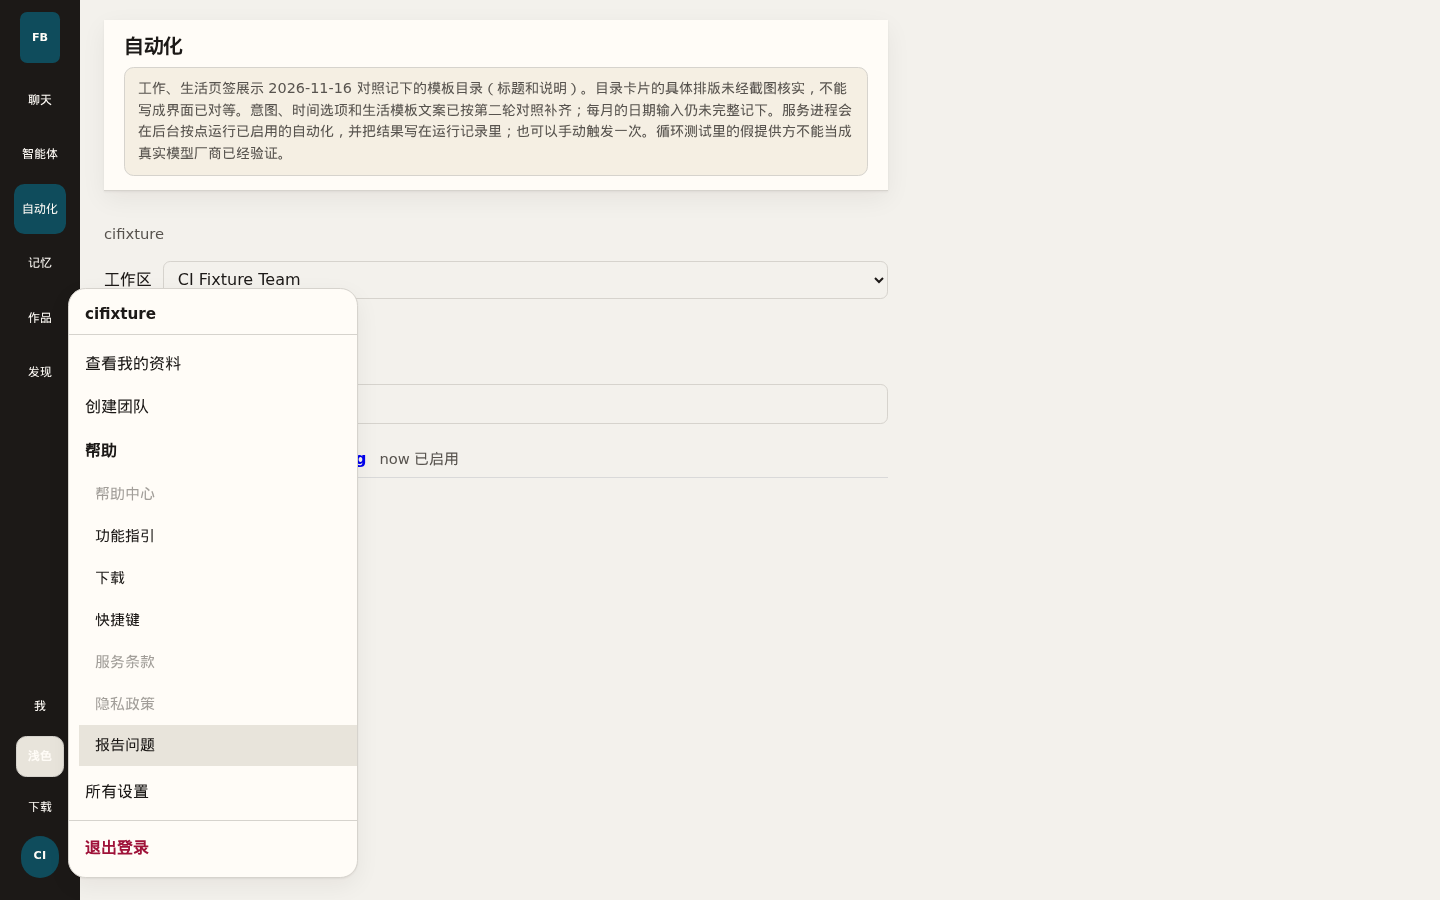 FB
聊天
智能体
自动化
记忆
作品
发现
我
浅色
下载
CI
自动化
工作、生活页签展示 2026-11-16 对照记下的模板目录（标题和说明）。目录卡片的具体排版未经截图核实，不能
写成界面已对等。意图、时间选项和生活模板文案已按第二轮对照补齐；每月的日期输入仍未完整记下。服务进程会
在后台按点运行已启用的自动化，并把结果写在运行记录里；也可以手动触发一次。循环测试里的假提供方不能当成
真实模型厂商已经验证。
cifixture
工作区 CI Fixture Team
g now 已启用
cifixture
查看我的资料
创建团队
帮助
帮助中心
功能指引
下载
快捷键
服务条款
隐私政策
报告问题
所有设置
退出登录